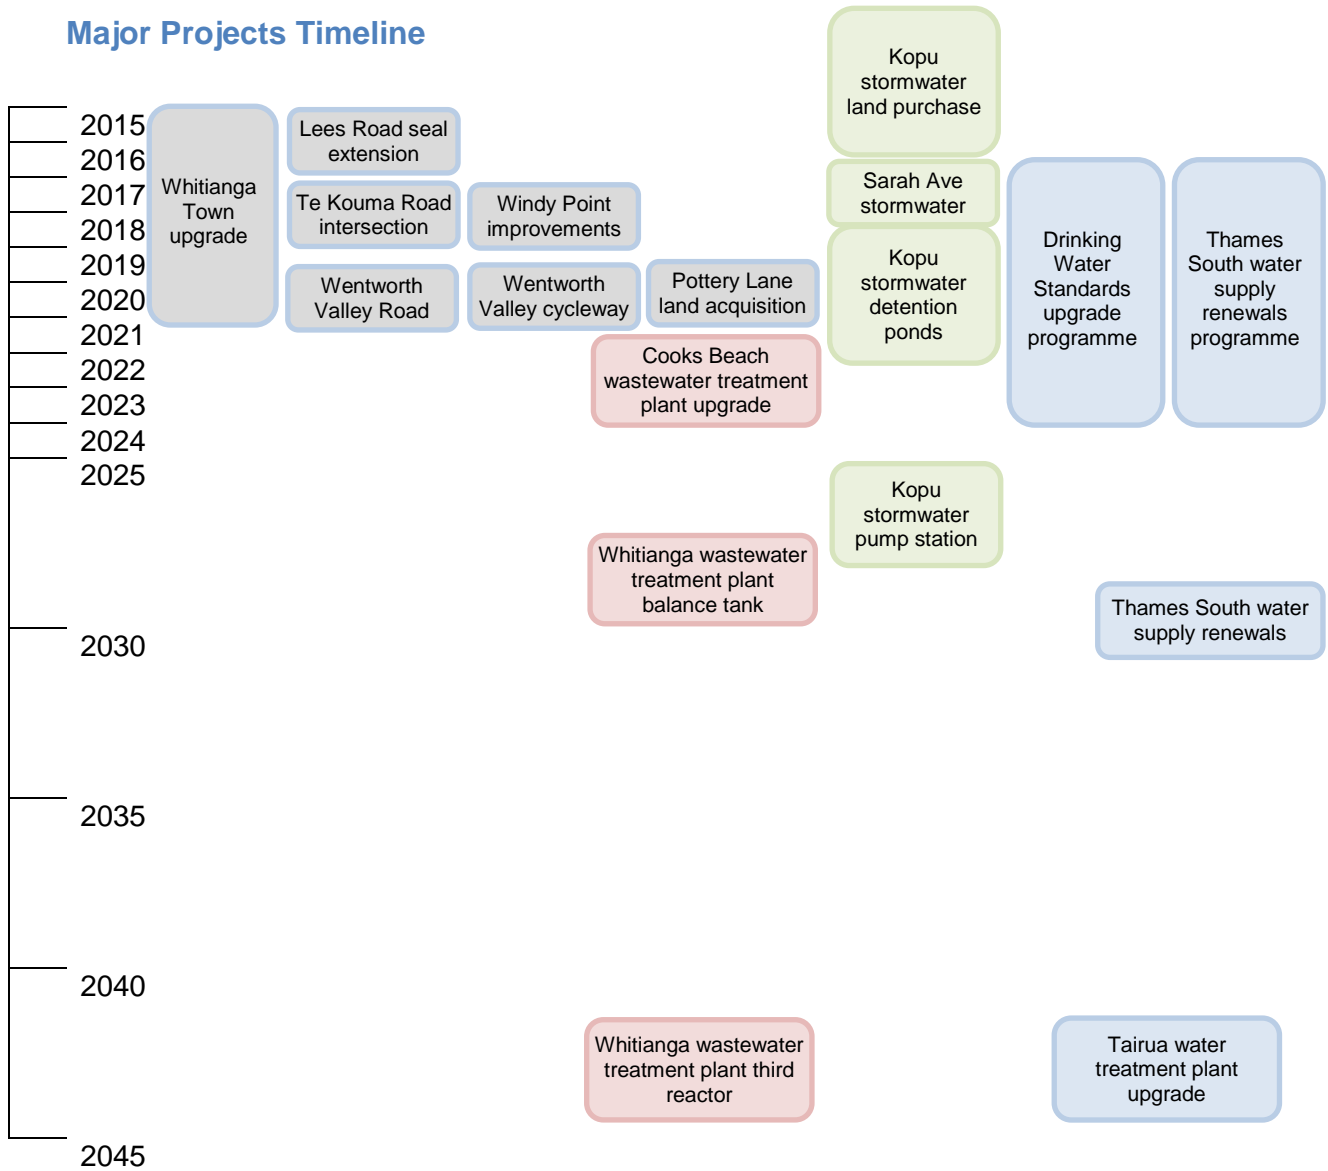 Major Projects Timeline
2015
2016
2017
2018
2019
2020
2021
2022
2023
2024
2025
2030
2035
2040
2045
Whitianga
Town
upgrade
Lees Road seal
extension
Te Kouma Road
intersection
Wentworth
Valley Road
Windy Point
improvements
Wentworth
Valley cycleway
Pottery Lane
land acquisition
Cooks Beach
wastewater treatment
plant upgrade
Whitianga wastewater
treatment plant
balance tank
Whitianga wastewater
treatment plant third
reactor
Kopu
stormwater
land purchase
Sarah Ave
stormwater
Kopu
stormwater
detention
ponds
Kopu
stormwater
pump station
Drinking
Water
Standards
upgrade
programme
Thames
South water
supply
renewals
programme
Thames South water
supply renewals
Tairua water
treatment plant
upgrade